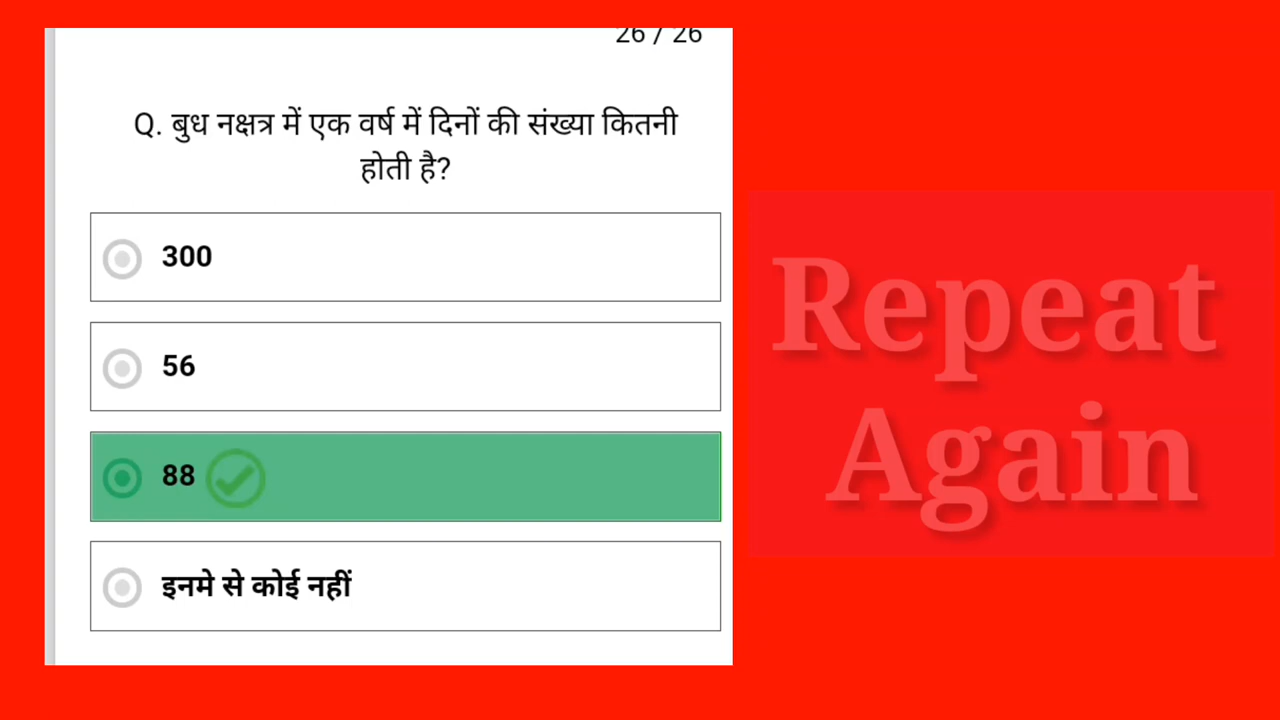 26 / 26
Q. बुध नक्षत्र में एक वर्ष में दिनों की संख्या कितनी
होती है?
300
56
88
इनमे से कोई नहीं
Repeat
Again